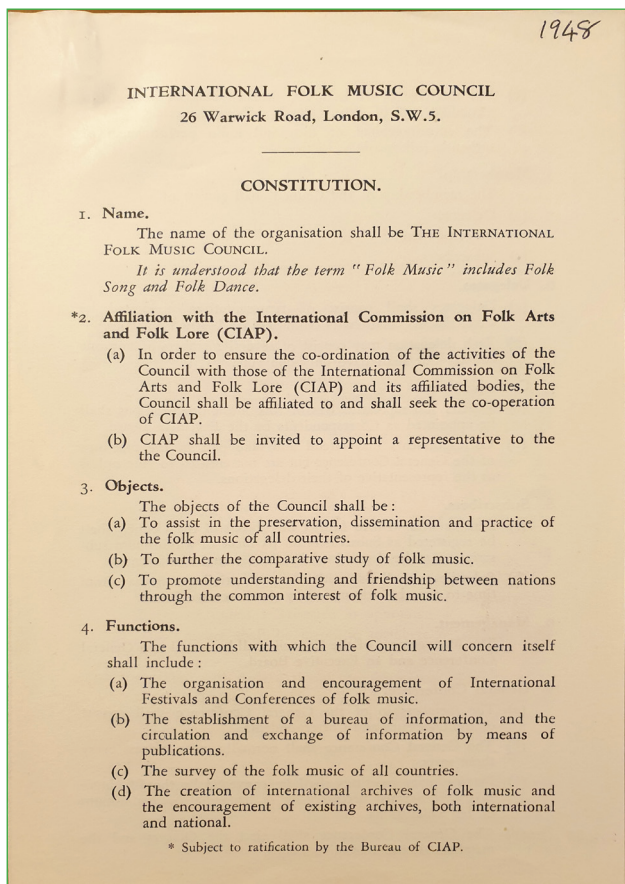 1948
INTERNATIONAL FOLK MUSIC COUNCIL
26 Warwick Road, London, S.W.5.
CONSTITUTION.
1. Name.
The name of the organisation shall be THE INTERNATIONAL
FOLK MUSIC COUNCIL.
It is understood that the term "Folk Music" includes Folk
Song and Folk Dance.
*2. Affiliation with the International Commission on Folk Arts
and Folk Lore (CIAP).
(a) In order to ensure the co-ordination of the activities of the
Council with those of the International Commission on Folk
Arts and Folk Lore (CIAP) and its affiliated bodies, the
Council shall be affiliated to and shall seek the co-operation
of CIAP.
(b) CIAP shall be invited to appoint a representative to the
the Council.
3. Objects.
The objects of the Council shall be :
(a) To assist in the preservation, dissemination and practice of
the folk music of all countries.
(b) To further the comparative study of folk music.
(c) To promote understanding and friendship between nations
through the common interest of folk music.
4. Functions.
The functions with which the Council will concern itself
shall include :
(a) The organisation and encouragement of International
Festivals and Conferences of folk music.
(b) The establishment of a bureau of information, and the
circulation and exchange of information by means of
publications.
(c) The survey of the folk music of all countries.
(d) The creation of international archives of folk music and
the encouragement of existing archives, both international
and national.
* Subject to ratification by the Bureau of CIAP.